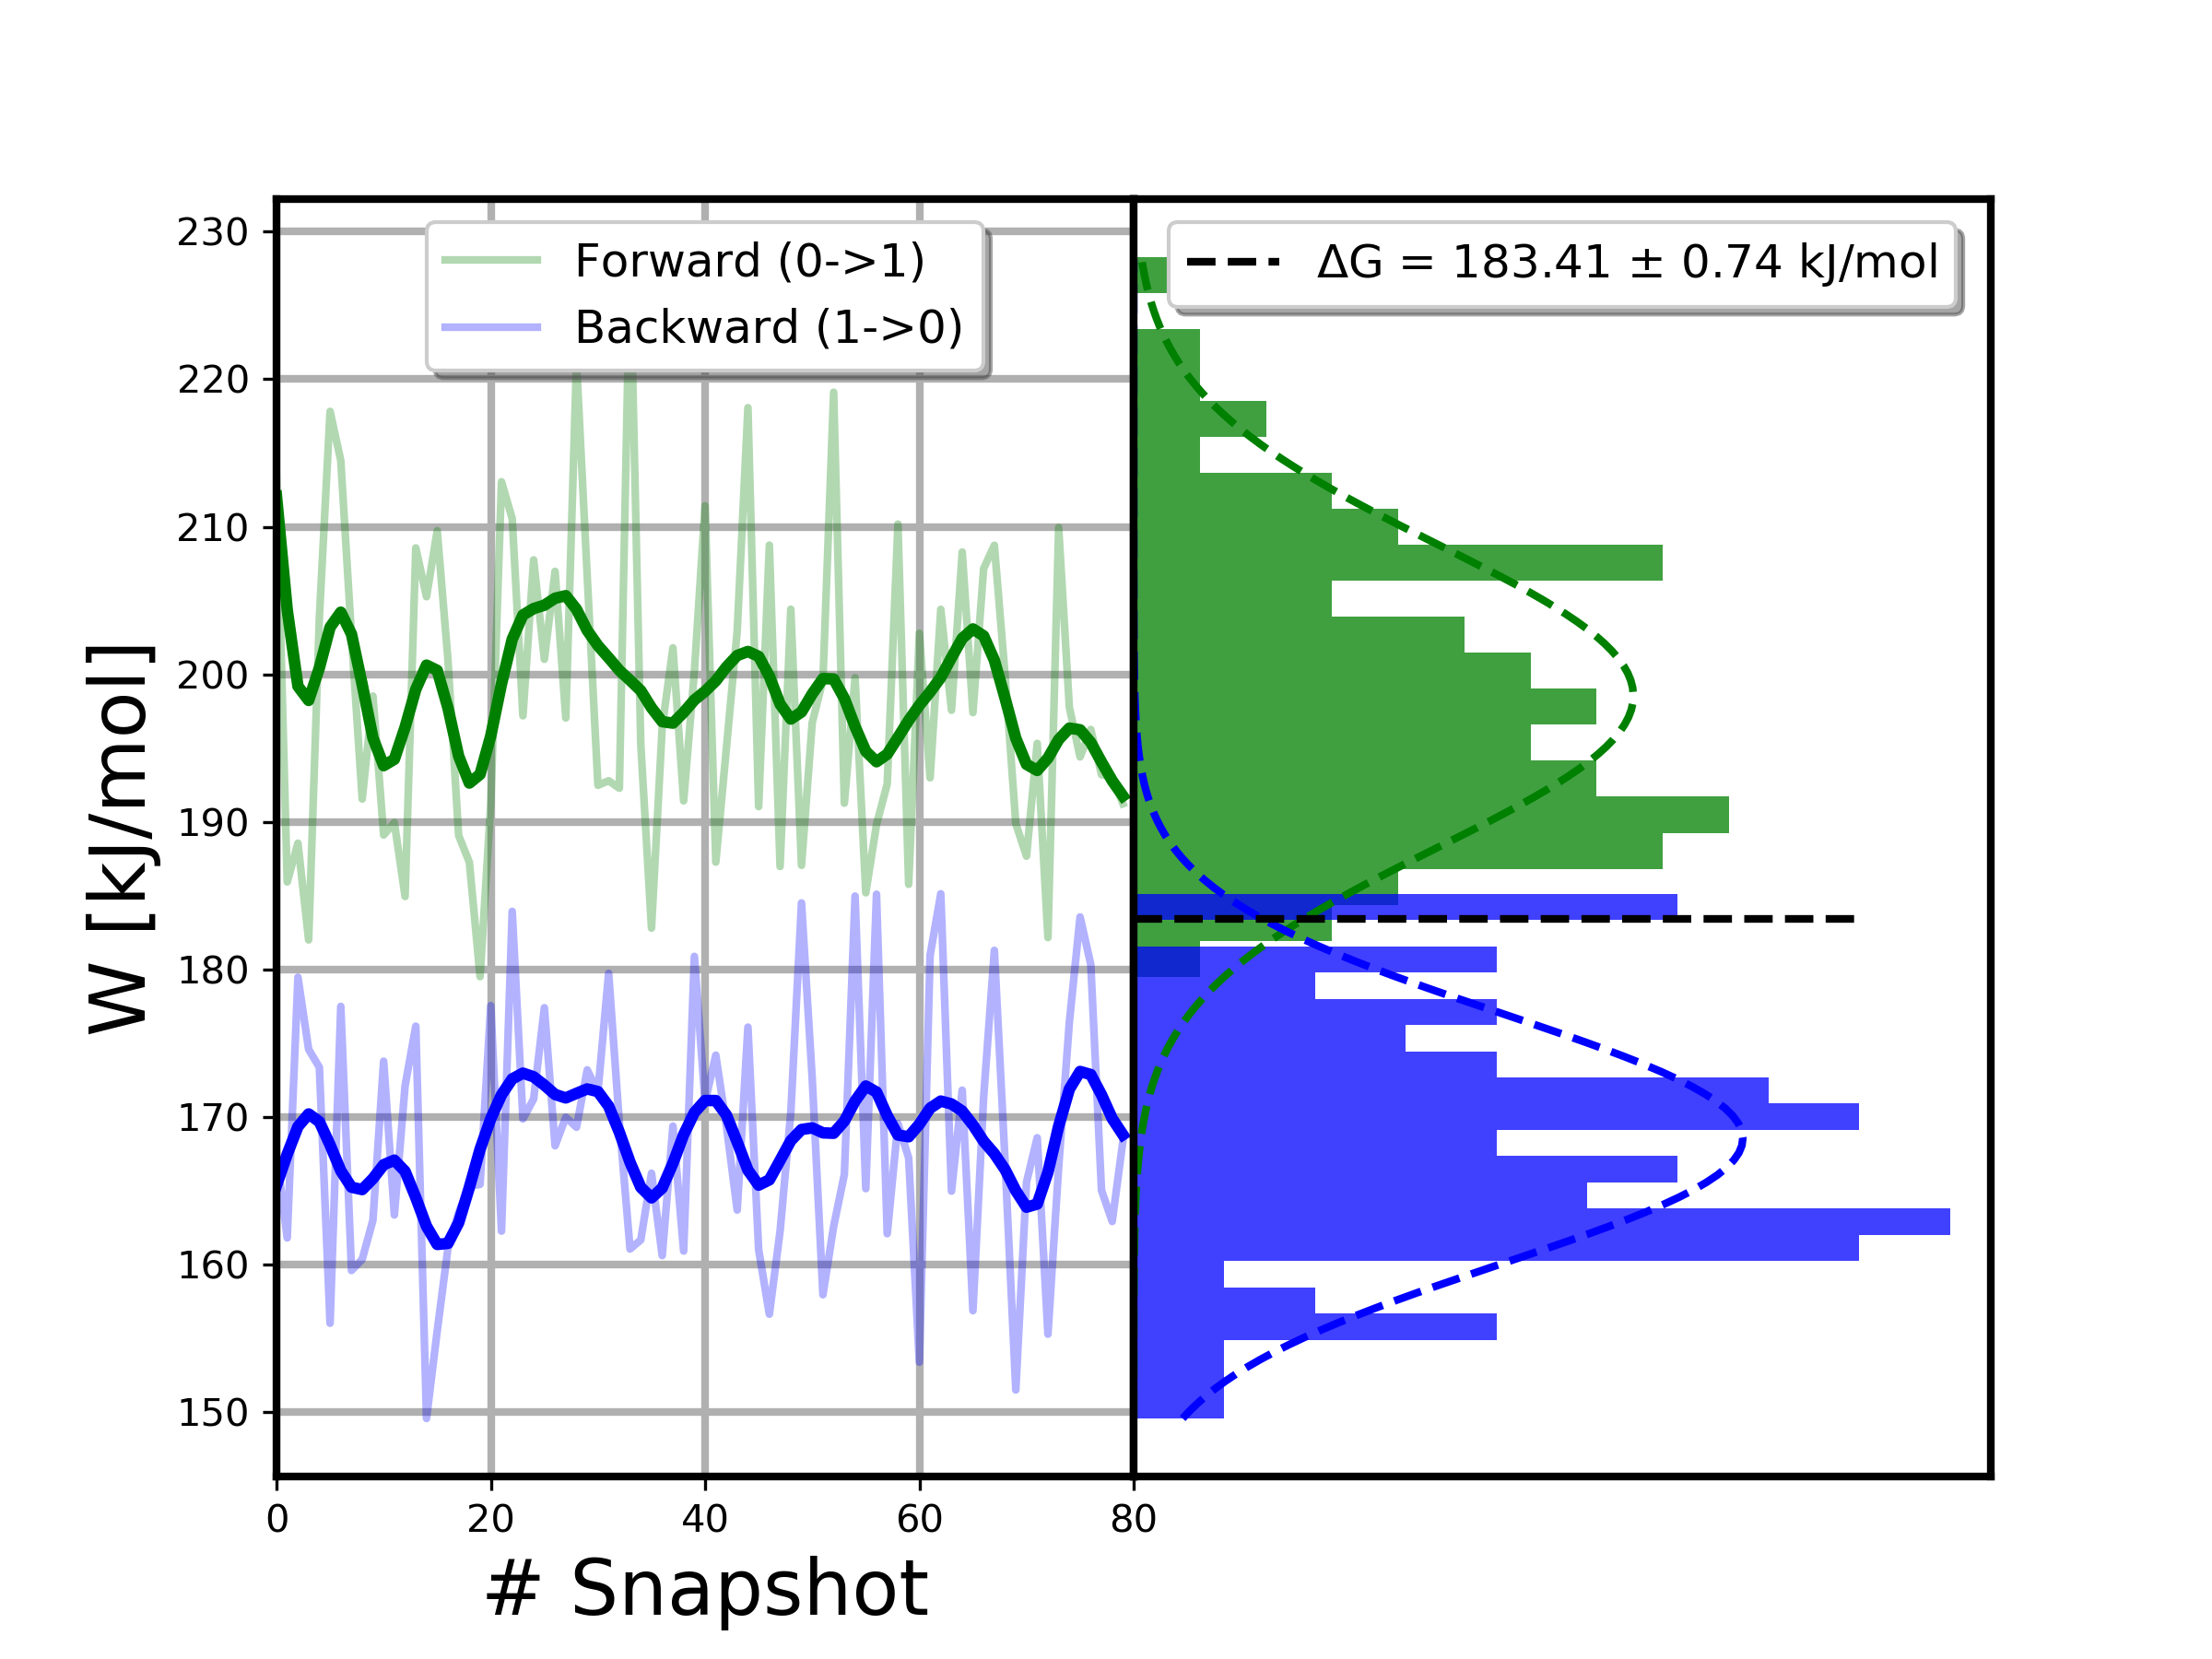 230
220
210
200
190
180
170
160
150
W [kJ/mol]
Forward (0->1)
Backward (1->0)
ΔG = 183.41 ± 0.74 kJ/mol
0 20 40 60 80
# Snapshot